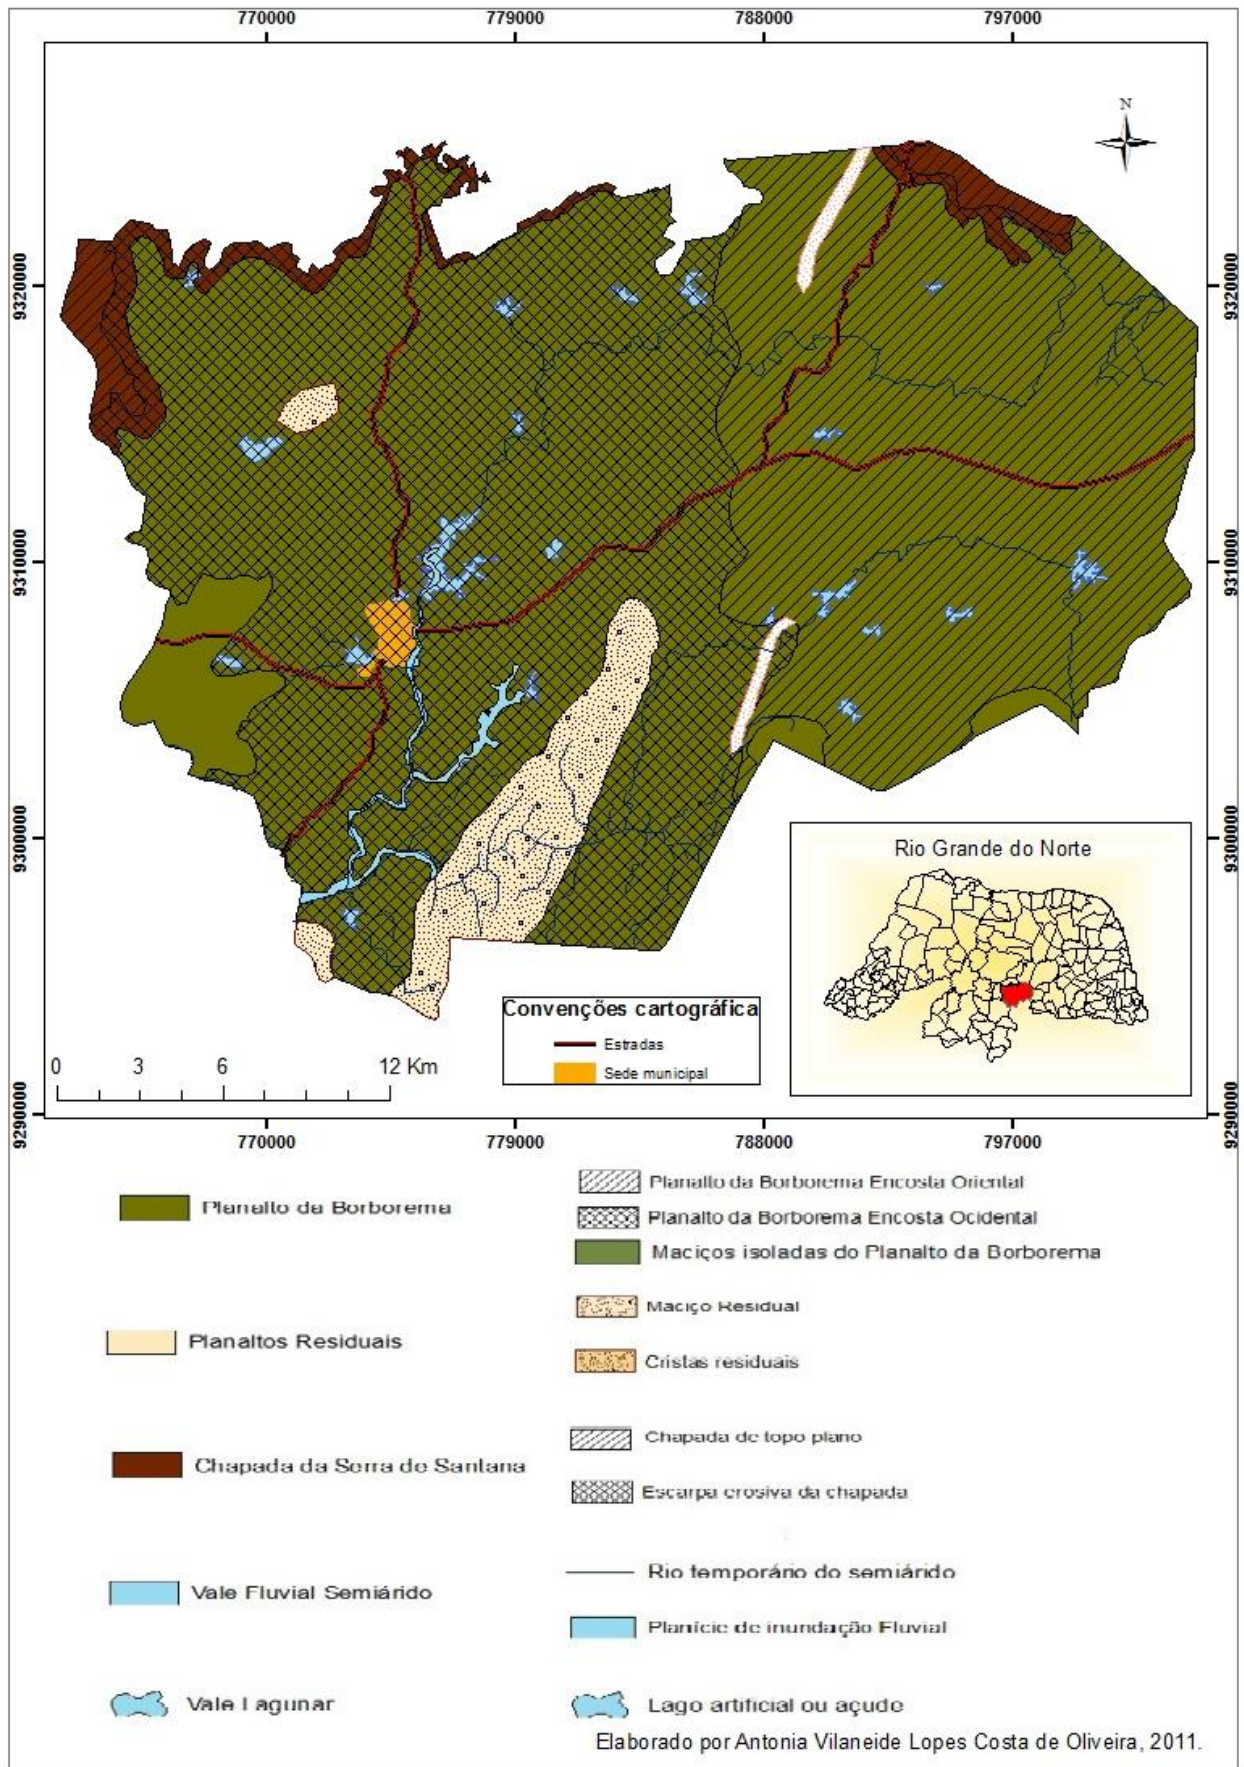 770000 779000 788000 797000
N
9320000 9320000
9310000 9310000
9300000 9300000
9290000 9290000
Rio Grande do Norte
Convenções cartográfica
Estradas
Sede municipal
0 3 6 12 Km
770000 779000 788000 797000
Planalto da Borborema
Planalto da Borborema Encosta Oriental
Planalto da Borborema Encosta Ocidental
Maciços isoladas do Planalto da Borborema
Planaltos Residuais
Maciço Residual
Cristas residuais
Chapada da Serra de Santana
Chapada de topo plano
Escarpa erosiva da chapada
Vale Fluvial Semiárido
Rio temporário do semiárido
Planície de inundação Fluvial
Vale Lagunar
Lago artificial ou açude
Elaborado por Antonia Vilaneide Lopes Costa de Oliveira, 2011.